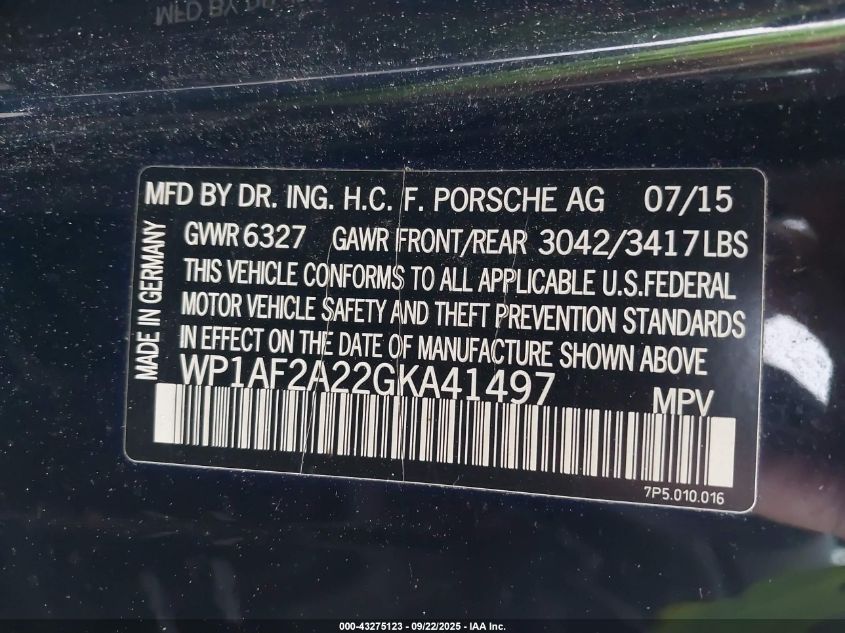 MFD BY DR. ING. H.C. F. PORSCHE AG 07/15
GVWR 6327 GAWR FRONT/REAR 3042/3417LBS
THIS VEHICLE CONFORMS TO ALL APPLICABLE U.S.FEDERAL
MOTOR VEHICLE SAFETY AND THEFT PREVENTION STANDARDS
IN EFFECT ON THE DATE OF MANUFACTURE SHOWN ABOVE
WP1AF2A22GKA41497
MPV
7P5.010.016
MADE IN GERMANY
000-43275123 - 09/22/2025 - IAA Inc.